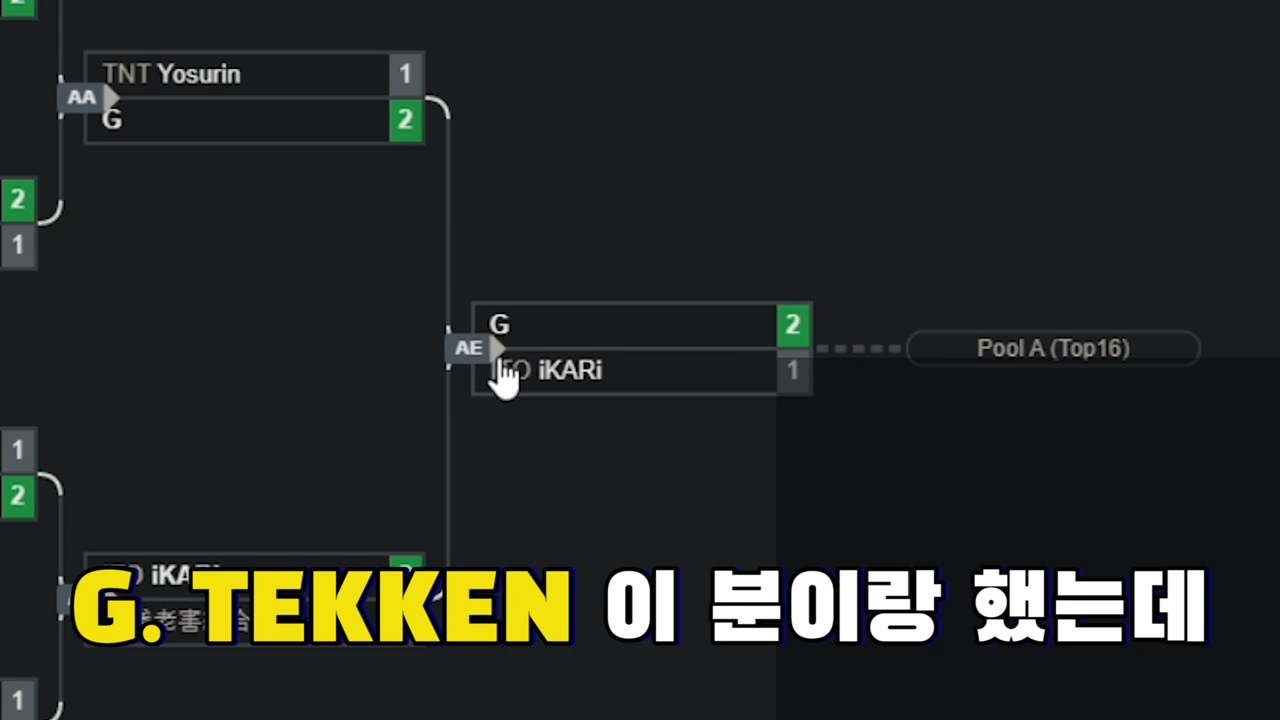 TNT Yosurin 1
AA
G 2
2
1
G 2
AE
iKARi 1
Pool A (Top16)
1
2
iKARi
G. TEKKEN 이 분이랑 했는데
1